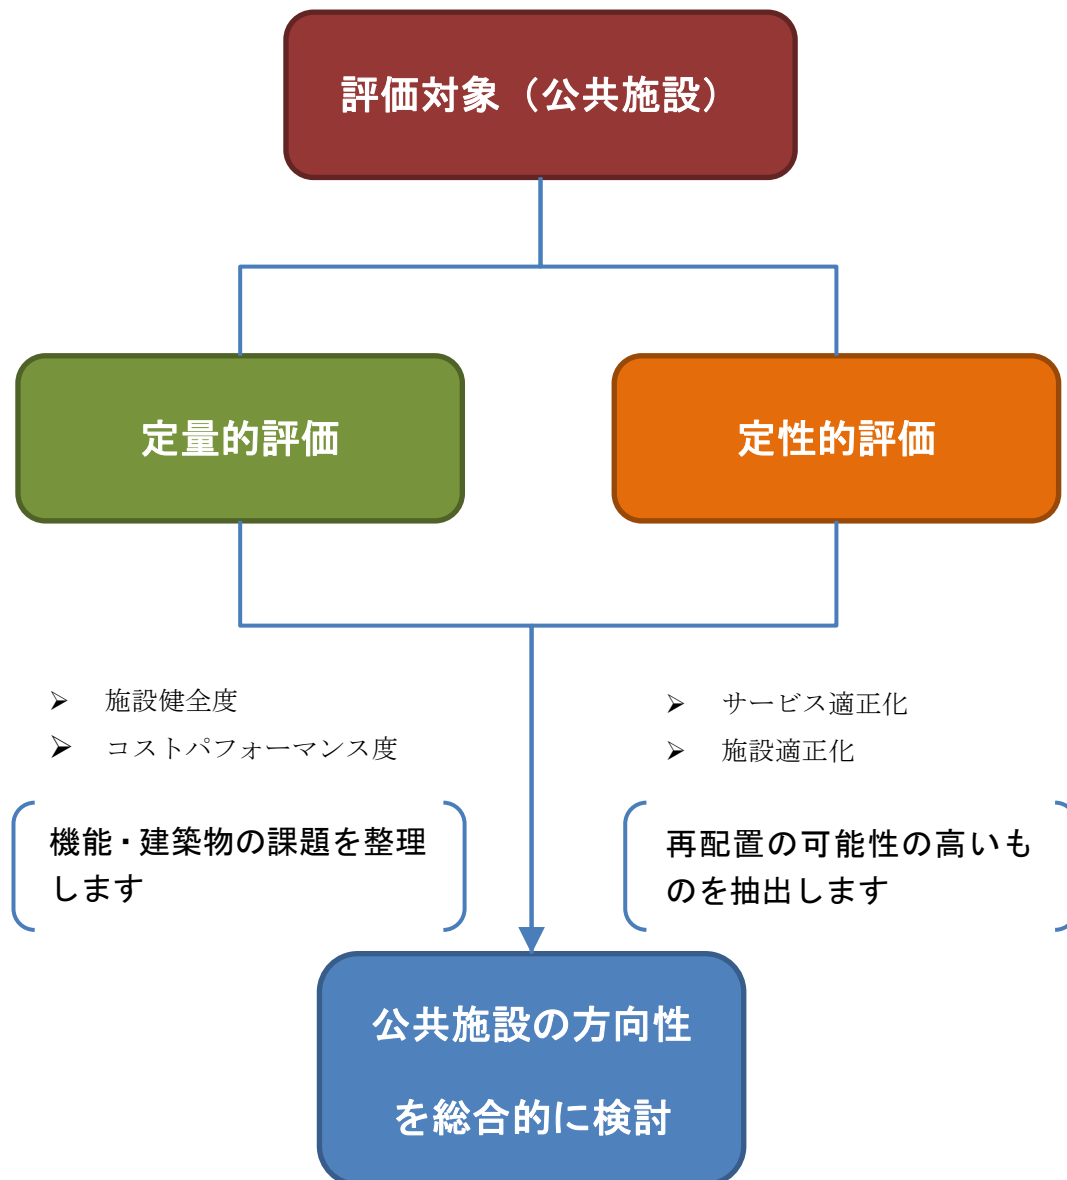 評価対象（公共施設）
定量的評価
定性的評価
➢ 施設健全度
➢ コストパフォーマンス度
機能・建築物の課題を整理
します
➢ サービス適正化
➢ 施設適正化
再配置の可能性の高いも
のを抽出します
公共施設の方向性
を総合的に検討